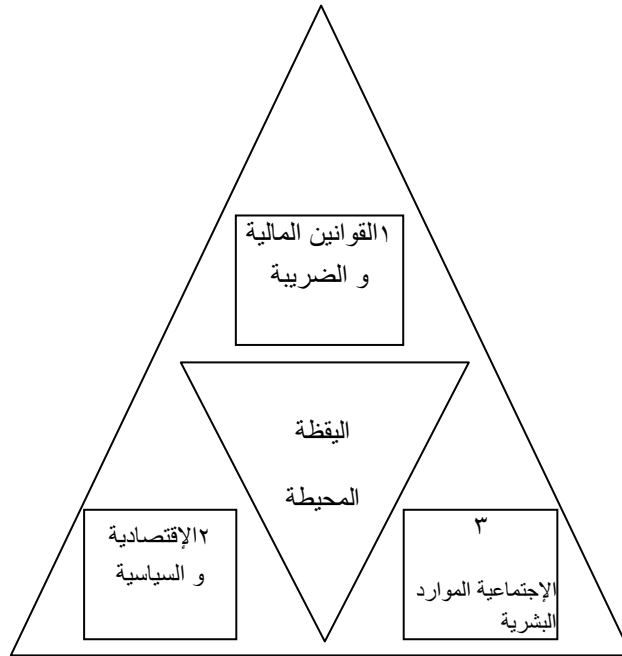 ١القوانين المالية
و الضريبة
اليقظة
المحيطة
٢الإقتصادية
و السياسية
٣
الإجتماعية الموارد
البشرية